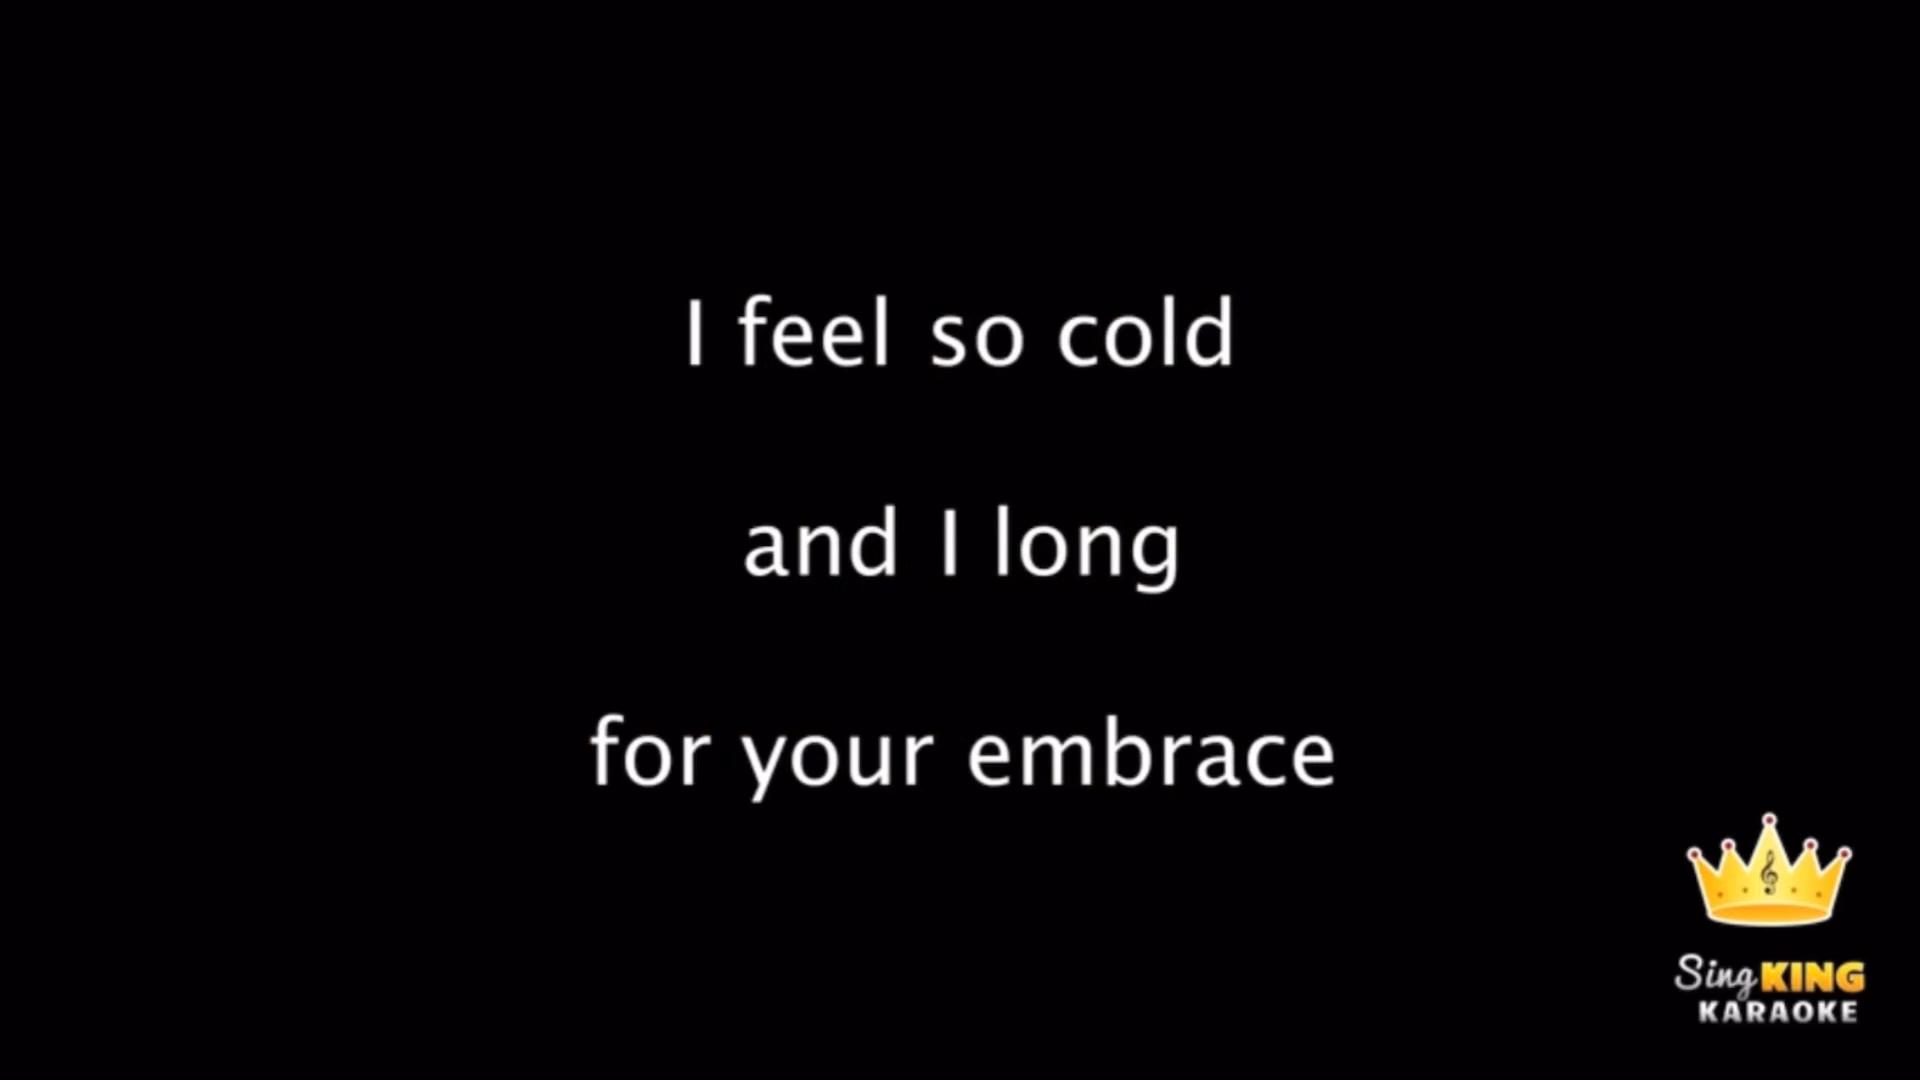 I feel so cold
and I long
for your embrace
Sing KING
KARAOKE